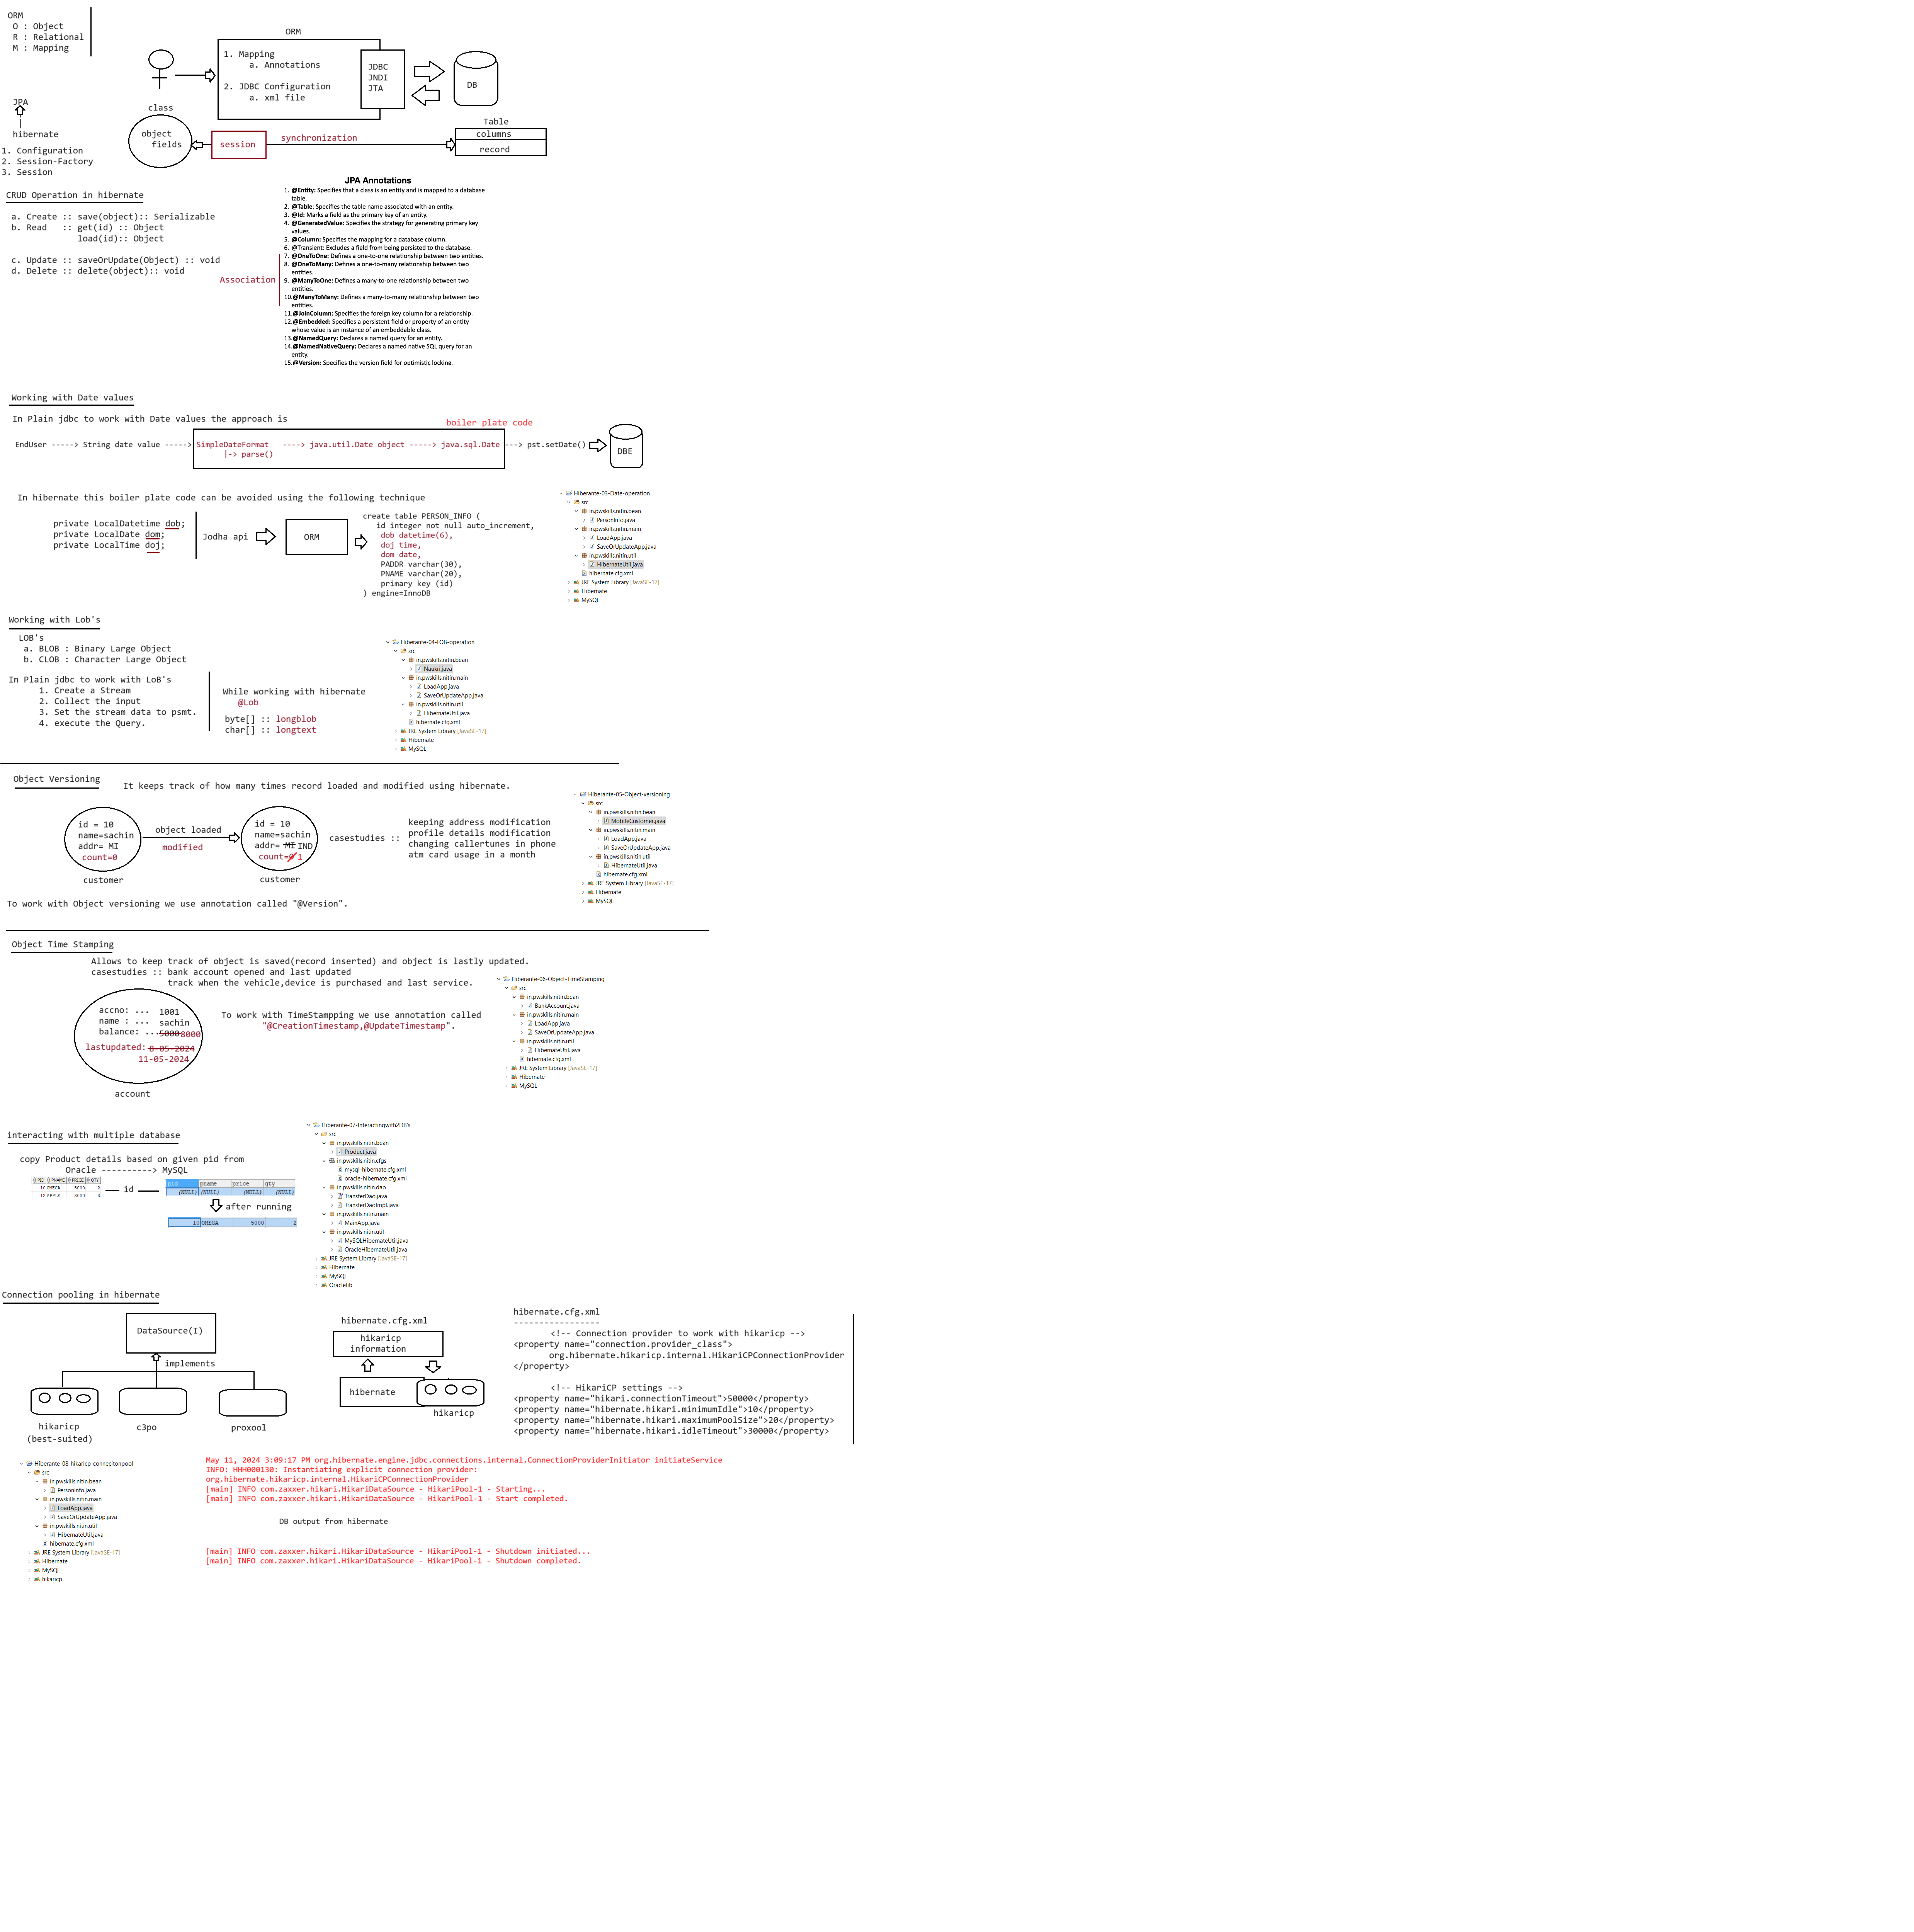 ORM
O : Object
R : Relational
M : Mapping
ORM
1. Mapping
a. Annotations
2. JDBC Configuration
a. xml file
JDBC
JNDI
JTA
DB
JPA
hibernate
1. Configuration
2. Session-Factory
3. Session
class
object
fields
session
synchronization
Table
columns
record
CRUD Operation in hibernate
a. Create :: save(object):: Serializable
b. Read   :: get(id) :: Object
load(id):: Object
c. Update :: saveOrUpdate(Object) :: void
d. Delete :: delete(object):: void
JPA Annotations
1. @Entity: Specifies that a class is an entity and is mapped to a database
table.
2. @Table: Specifies the table name associated with an entity.
3. @Id: Marks a field as the primary key of an entity.
4. @GeneratedValue: Specifies the strategy for generating primary key
values.
5. @Column: Specifies the mapping for a database column.
6. @Transient: Excludes a field from being persisted to the database.
7. @OneToOne: Defines a one-to-one relationship between two entities.
8. @OneToMany: Defines a one-to-many relationship between two
entities.
9. @ManyToOne: Defines a many-to-one relationship between two
entities.
10.@ManyToMany: Defines a many-to-many relationship between two
entities.
11.@JoinColumn: Specifies the foreign key column for a relationship.
12.@Embedded: Specifies a persistent field or property of an entity
whose value is an instance of an embeddable class.
13.@NamedQuery: Declares a named query for an entity.
14.@NamedNativeQuery: Declares a named native SQL query for an
entity.
15.@Version: Specifies the version field for optimistic locking.
Association
Working with Date values
In Plain jdbc to work with Date values the approach is
boiler plate code
EndUser -----> String date value -----> SimpleDateFormat   ----> java.util.Date object -----> java.sql.Date ---> pst.setDate()
|-> parse()
DBE
In hibernate this boiler plate code can be avoided using the following technique
private LocalDatetime dob;
private LocalDate dom;
private LocalTime doj;
Jodha api
ORM
create table PERSON_INFO (
id integer not null auto_increment,
dob datetime(6),
doj time,
dom date,
PADDR varchar(30),
PNAME varchar(20),
primary key (id)
) engine=InnoDB
Hiberante-03-Date-operation
src
in.pwskills.nitin.bean
PersonInfo.java
in.pwskills.nitin.main
LoadApp.java
SaveOrUpdateApp.java
in.pwskills.nitin.util
HibernateUtil.java
hibernate.cfg.xml
JRE System Library [JavaSE-17]
Hibernate
MySQL
Working with Lob's
LOB's
a. BLOB : Binary Large Object
b. CLOB : Character Large Object
In Plain jdbc to work with LoB's
1. Create a Stream
2. Collect the input
3. Set the stream data to psmt.
4. execute the Query.
While working with hibernate
@Lob
byte[] :: longblob
char[] :: longtext
Hiberante-04-LOB-operation
src
in.pwskills.nitin.bean
Naukri.java
in.pwskills.nitin.main
LoadApp.java
SaveOrUpdateApp.java
in.pwskills.nitin.util
HibernateUtil.java
hibernate.cfg.xml
JRE System Library [JavaSE-17]
Hibernate
MySQL
Object Versioning
It keeps track of how many times record loaded and modified using hibernate.
id = 10
name=sachin
addr= MI
count=0
customer
object loaded
modified
id = 10
name=sachin
addr= MI IND
count=0 1
customer
casestudies ::
keeping address modification
profile details modification
changing callertunes in phone
atm card usage in a month
Hiberante-05-Object-versioning
src
in.pwskills.nitin.bean
MobileCustomer.java
in.pwskills.nitin.main
LoadApp.java
SaveOrUpdateApp.java
in.pwskills.nitin.util
HibernateUtil.java
hibernate.cfg.xml
JRE System Library [JavaSE-17]
Hibernate
MySQL
To work with Object versioning we use annotation called "@Version".
Object Time Stamping
Allows to keep track of object is saved(record inserted) and object is lastly updated.
casestudies :: bank account opened and last updated
track when the vehicle,device is purchased and last service.
accno: ... 1001
name : ... sachin
balance: ...5000 8000
lastupdated: 8-05-2024
11-05-2024
account
To work with TimeStampping we use annotation called
"@CreationTimestamp,@UpdateTimestamp".
Hiberante-06-Object-TimeStamping
src
in.pwskills.nitin.bean
BankAccount.java
in.pwskills.nitin.main
LoadApp.java
SaveOrUpdateApp.java
in.pwskills.nitin.util
HibernateUtil.java
hibernate.cfg.xml
JRE System Library [JavaSE-17]
Hibernate
MySQL
interacting with multiple database
copy Product details based on given pid from
Oracle ----------> MySQL
PID PNAME PRICE QTY
10 OMEGA 5000 2
12 APPLE 3
id
pid pname price qty
(NULL) (NULL) (NULL) (NULL)
after running
10 OMEGA 5000 2
Hiberante-07-Interactingwith2DB's
src
in.pwskills.nitin.bean
Product.java
in.pwskills.nitin.cfgs
mysql-hibernate.cfg.xml
oracle-hibernate.cfg.xml
in.pwskills.nitin.dao
TransferDao.java
TransferDaoImpl.java
in.pwskills.nitin.main
MainApp.java
in.pwskills.nitin.util
MySQLHibernateUtil.java
OracleHibernateUtil.java
JRE System Library [JavaSE-17]
Hibernate
MySQL
Oraclelib
Connection pooling in hibernate
DataSource(I)
implements
hikaricp
(best-suited)
c3po
proxool
hibernate.cfg.xml
hikaricp
information
hibernate
hikaricp
hibernate.cfg.xml
-----------------
<!-- Connection provider to work with hikaricp -->
<property name="connection.provider_class">
org.hibernate.hikaricp.internal.HikariCPConnectionProvider
</property>
<!-- HikariCP settings -->
<property name="hikari.connectionTimeout">50000</property>
<property name="hibernate.hikari.minimumIdle">10</property>
<property name="hibernate.hikari.maximumPoolSize">20</property>
<property name="hibernate.hikari.idleTimeout">30000</property>
Hiberante-08-hikaricp-connecitonpool
src
in.pwskills.nitin.bean
PersonInfo.java
in.pwskills.nitin.main
LoadApp.java
SaveOrUpdateApp.java
in.pwskills.nitin.util
HibernateUtil.java
hibernate.cfg.xml
JRE System Library [JavaSE-17]
Hibernate
MySQL
hikaricp
May 11, 2024 3:09:17 PM org.hibernate.engine.jdbc.connections.internal.ConnectionProviderInitiator initiateService
INFO: HHH000130: Instantiating explicit connection provider:
org.hibernate.hikaricp.internal.HikariCPConnectionProvider
[main] INFO com.zaxxer.hikari.HikariDataSource - HikariPool-1 - Starting...
[main] INFO com.zaxxer.hikari.HikariDataSource - HikariPool-1 - Start completed.
DB output from hibernate
[main] INFO com.zaxxer.hikari.HikariDataSource - HikariPool-1 - Shutdown initiated...
[main] INFO com.zaxxer.hikari.HikariDataSource - HikariPool-1 - Shutdown completed.